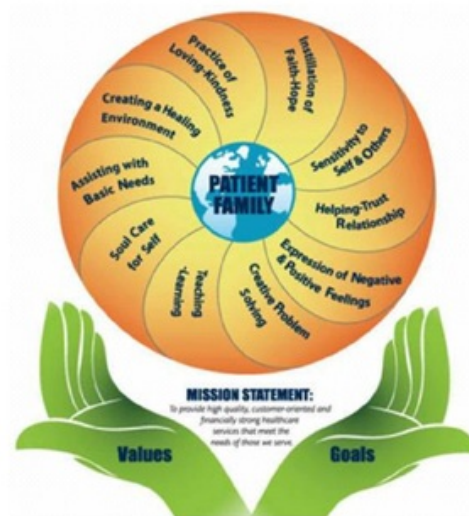 Practice of
Loving-Kindness
Instillation of
Faith-Hope
Sensitivity to
Self & Others
Helping-Trust
Relationship
Expression of Negative
& Positive Feelings
Creative Problem
Solving
Teaching
-Learning
Soul Care
for Self
Assisting with
Basic Needs
Creating a Healing
Environment
PATIENT
FAMILY
MISSION STATEMENT:
To provide high quality, customer-oriented and
financially strong healthcare
services that meet the
needs of those we serve.
Values
Goals